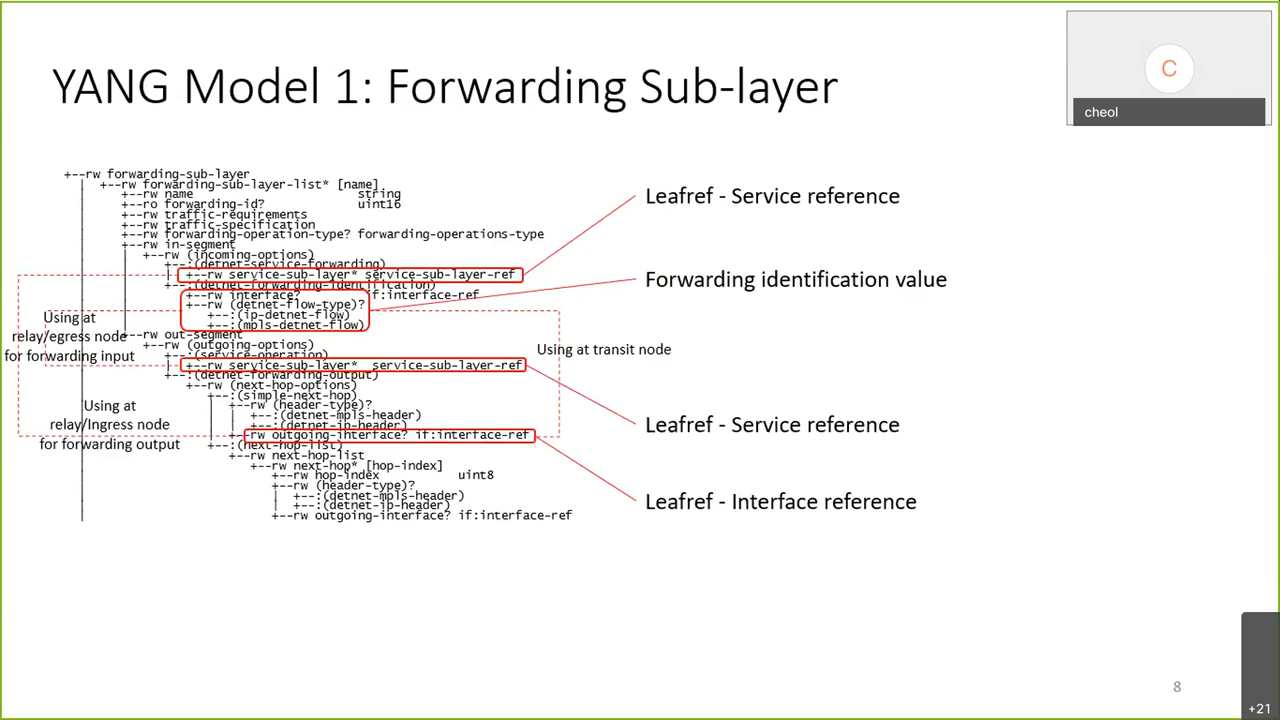 YANG Model 1: Forwarding Sub-layer
C
cheol
+--rw forwarding-sub-layer
| +--rw forwarding-sub-layer-list* [name]
| +--rw name string
| +--ro forwarding-id? uint16
| +--rw traffic-requirements
| +--rw traffic-specification
| +--rw forwarding-operation-type? forwarding-operations-type
| +--rw in-segment
| | +--rw (incoming-options)
| | +--:(detnet-service-forwarding)
| | | +--rw service-sub-layer* service-sub-layer-ref
| | +--:(detnet-forwarding-identification)
| | +--rw interface? if:interface-ref
| | +--rw (detnet-flow-type)?
| | +--:(ip-detnet-flow)
| | +--:(mpls-detnet-flow)
| +--rw out-segment
| +--rw (outgoing-options)
| +--:(service-operation)
| | +--rw service-sub-layer* service-sub-layer-ref
| +--:(detnet-forwarding-output)
| +--rw (next-hop-options)
| +--:(simple-next-hop)
| | +--rw (header-type)?
| | | +--:(detnet-mpls-header)
| | | +--:(detnet-ip-header)
| | +--rw outgoing-interface? if:interface-ref
| +--:(next-hop-list)
| +--rw next-hop-list
| +--rw next-hop* [hop-index]
| +--rw hop-index uint8
| +--rw (header-type)?
| | +--:(detnet-mpls-header)
| | +--:(detnet-ip-header)
| +--rw outgoing-interface? if:interface-ref
Using at
relay/egress node
for forwarding input
Using at
relay/Ingress node
for forwarding output
Using at transit node
Leafref - Service reference
Forwarding identification value
Leafref - Service reference
Leafref - Interface reference
8
+21